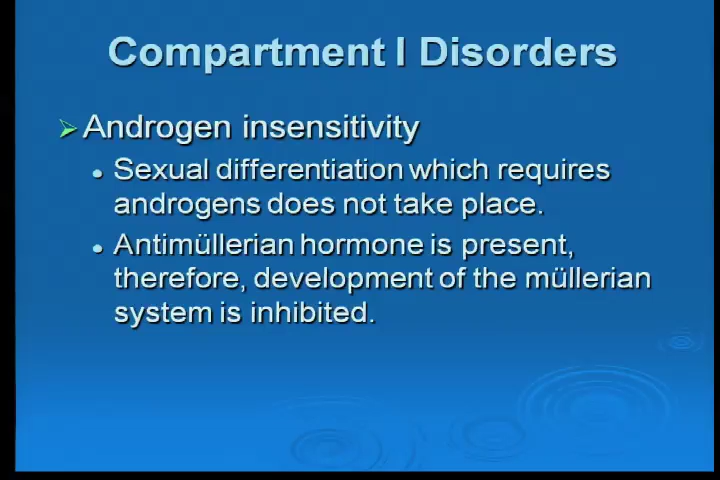 Compartment I Disorders
Androgen insensitivity
Sexual differentiation which requires
androgens does not take place.
Antimüllerian hormone is present,
therefore, development of the müllerian
system is inhibited.